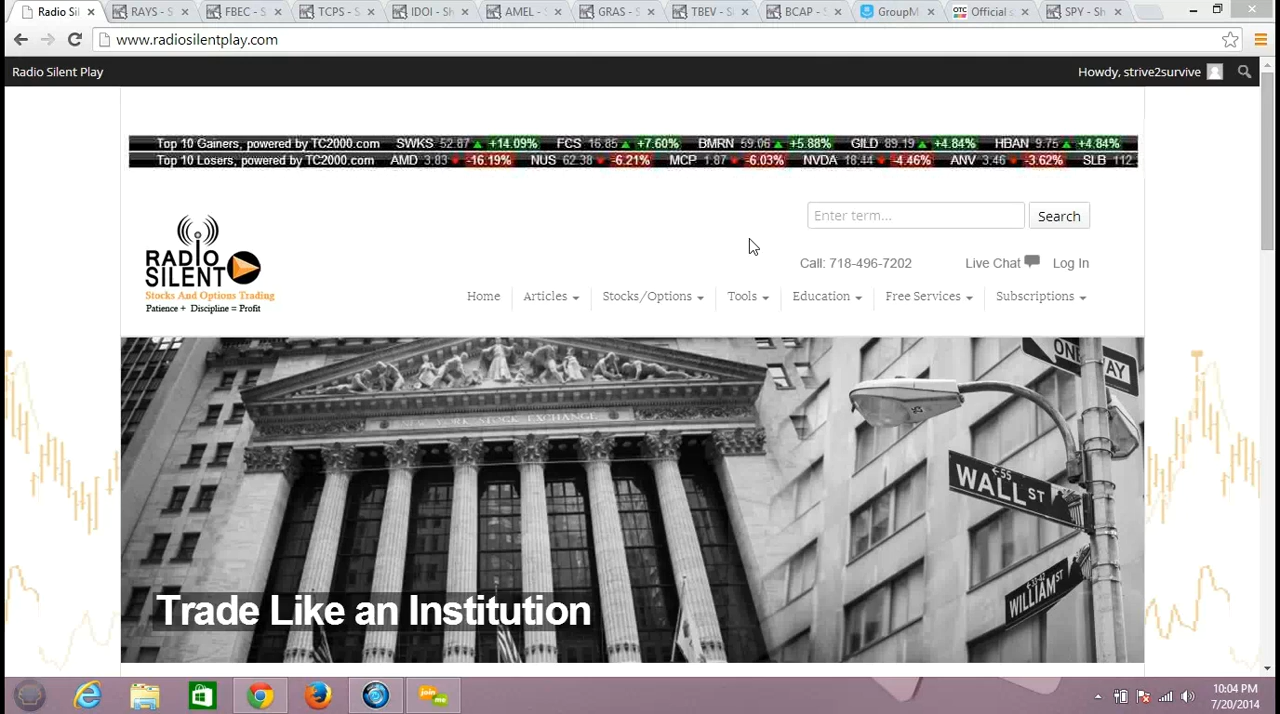 Radio Sil
RAYS - S
FBEC - S
TCPS - S
IDOI - Sh
AMEL - S
GRAS - S
TBEV - S
BCAP - S
GroupM
OTC Official s
SPY - Sh
www.radiosilentplay.com
Radio Silent Play
Howdy, strive2survive
Top 10 Gainers, powered by TC2000.com SWKS 52.87 +14.09% FCS 16.85 +7.60% BMRN 59.06 +5.88% GILD 89.19 +4.84% HBAN 9.75 +4.84%
Top 10 Losers, powered by TC2000.com AMD 3.83 -16.19% NUS 62.38 -6.21% MCP 1.87 -6.03% NVDA 18.44 -4.46% ANV 3.46 -3.62% SLB 112.
Enter term... Search
RADIO
SILENT
Stocks And Options Trading
Patience + Discipline = Profit
Call: 718-496-7202 Live Chat Log In
Home Articles Stocks/Options Tools Education Free Services Subscriptions
NEW YORK STOCK EXCHANGE
ONE WAY
←55
WALL ST
WILLIAM ST
Trade Like an Institution
join
me
10:04 PM
7/20/2014